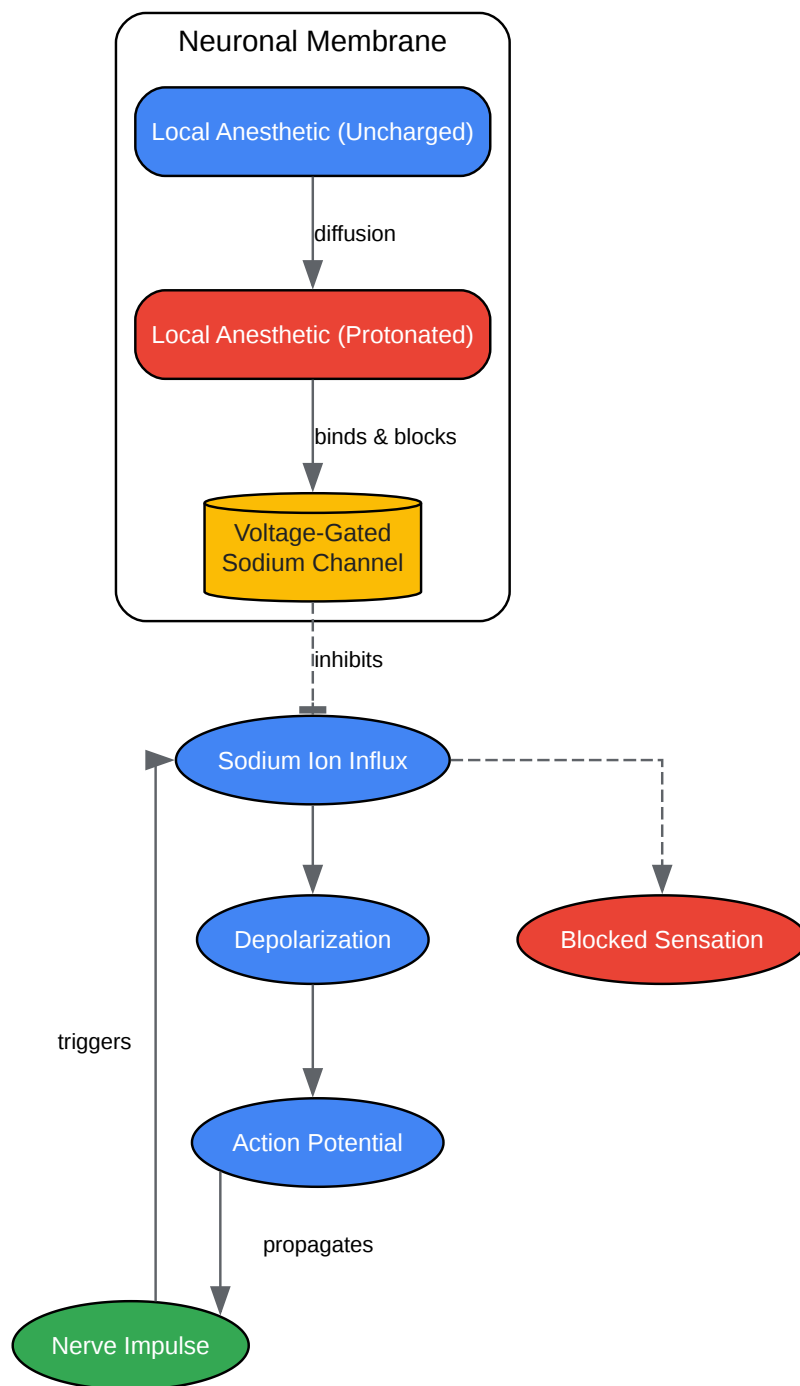 Neuronal Membrane
Local Anesthetic (Uncharged)
diffusion
Local Anesthetic (Protonated)
binds & blocks
Voltage-Gated
Sodium Channel
inhibits
Sodium Ion Influx
Depolarization
Blocked Sensation
triggers
Action Potential
propagates
Nerve Impulse